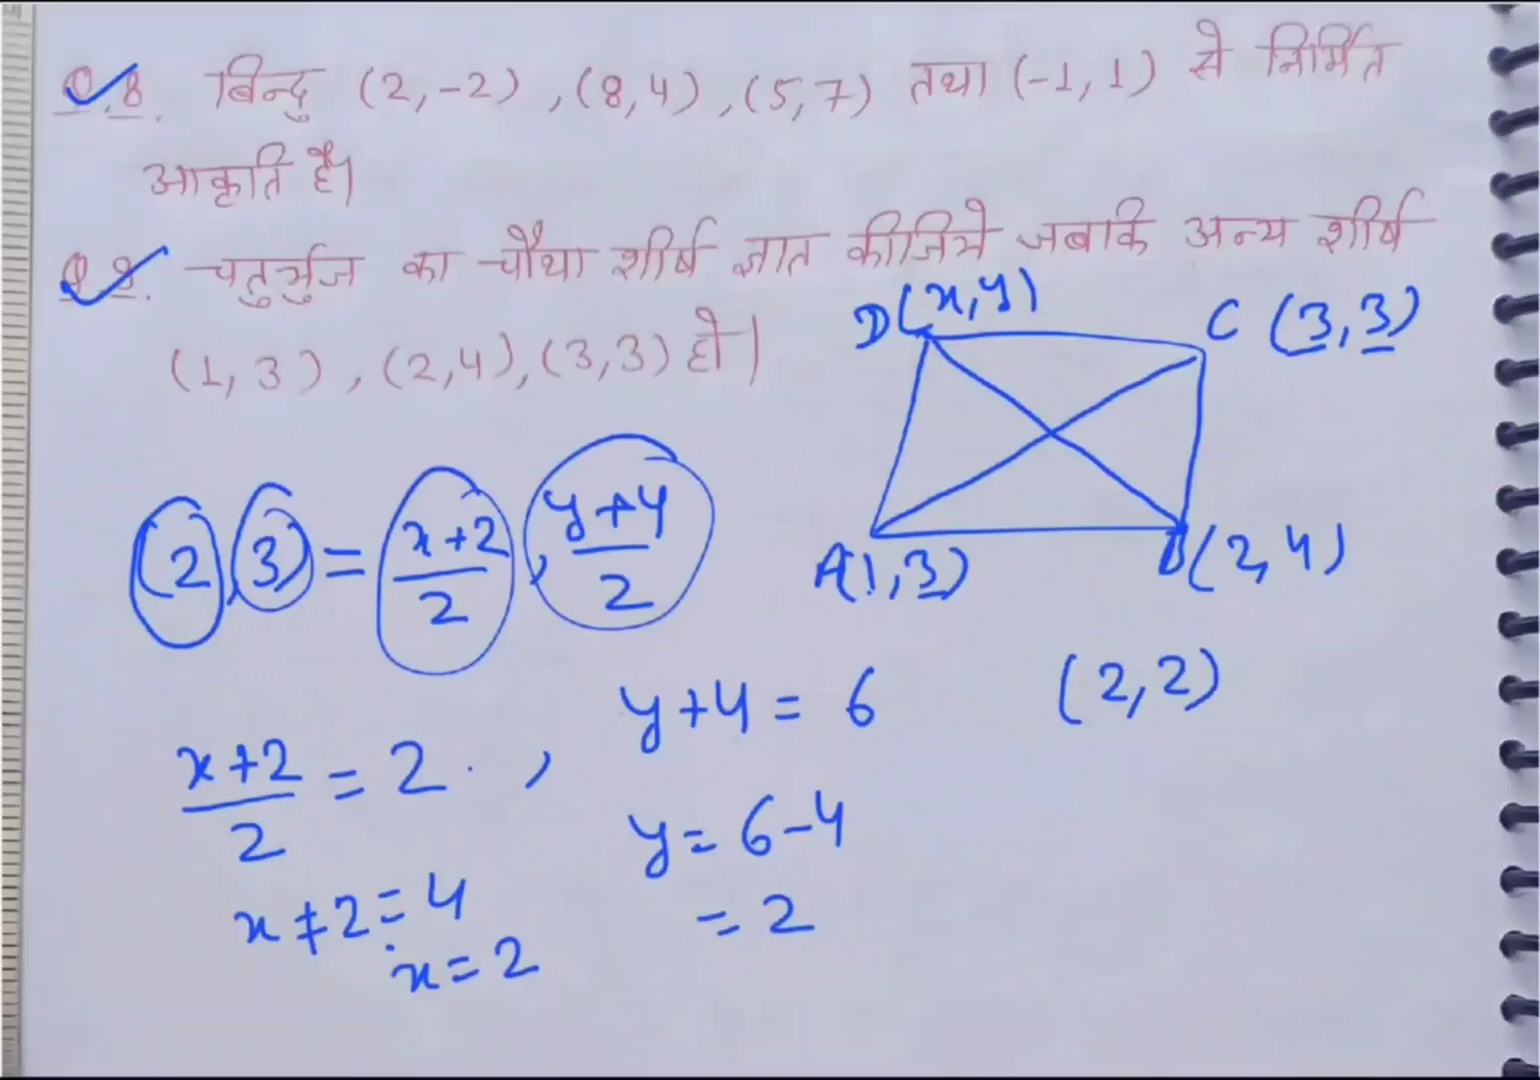 Q.8. बिन्दु (2,-2), (8,4), (5,7) तथा (-1,1) से निर्मित
आकृति है।
Q.9. चतुर्भुज का चौथा शीर्ष ज्ञात कीजिये जबकि अन्य शीर्ष
(1,3), (2,4), (3,3) हो।
D(x,y)
C (3,3)
A(1,3)
B(2,4)
(2,3) = x+2/2, y+4/2
(2,2)
x+2/2 = 2 ,
y+4 = 6
x+2=4
y=6-4
x=2
=2